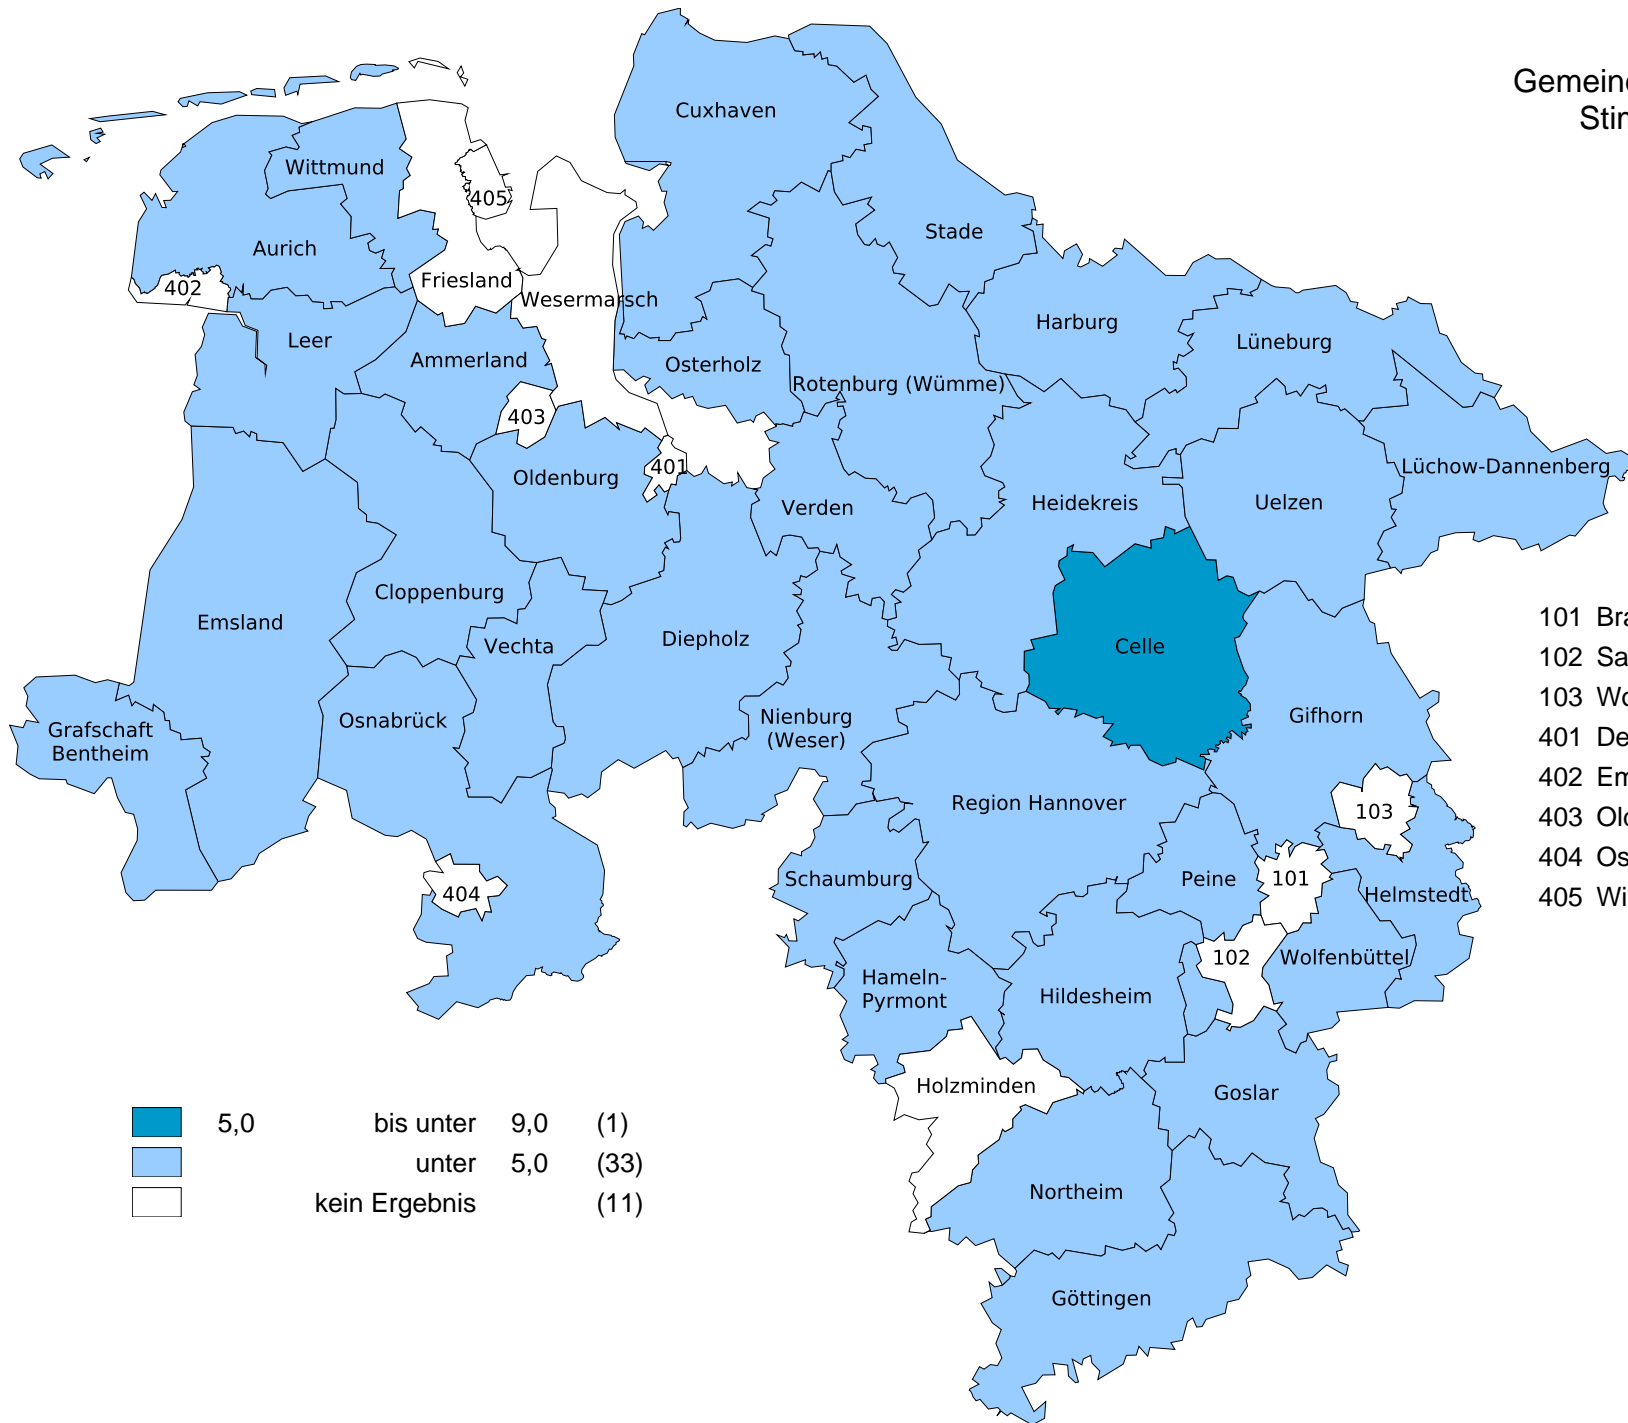 Gemeind
Stin
Cuxhaven
Wittmund
405
Stade
Aurich
Friesland
402
Wesermarsch
Harburg
Leer
Lüneburg
Ammerland
Osterholz
Rotenburg (Wümme)
403
401
Lüchow-Dannenberg
Oldenburg
Heidekreis
Uelzen
Verden
Cloppenburg
Emsland
101 Bra
Diepholz
Vechta
Celle
102 Sa
103 Wo
Nienburg
(Weser)
Osnabrück
Gifhorn
Grafschaft
Bentheim
401 De
402 Em
Region Hannover
103
403 Old
404 Os
Schaumburg
Peine
101
404
Helmstedt
405 Wi
102
Wolfenbüttel
Hameln-
Pyrmont
Hildesheim
Holzminden
Goslar
5,0 bis unter 9,0 (1)
unter 5,0 (33)
kein Ergebnis (11)
Northeim
Göttingen